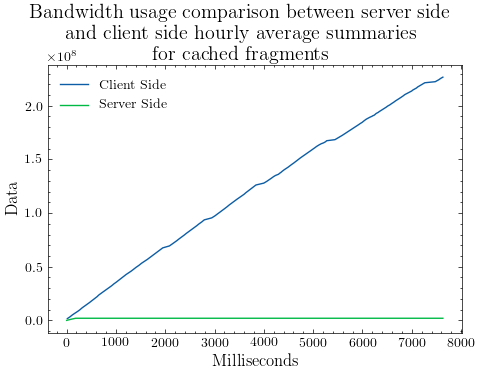 Bandwidth usage comparison between server side
and client side hourly average summaries
for cached fragments
×10⁸
Client Side
Server Side
2.0
1.5
1.0
0.5
0.0
Data
0 1000 2000 3000 4000 5000 6000 7000 8000
Milliseconds